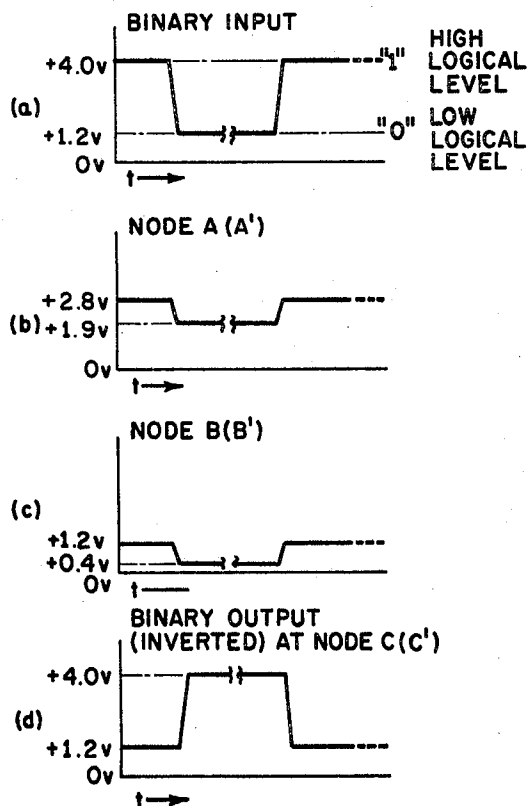 BINARY INPUT
+4.0v
"1" HIGH LOGICAL LEVEL
(a)
+1.2v
"0" LOW LOGICAL LEVEL
0v
t
NODE A (A')
+2.8v
(b)
+1.9v
0v
t
NODE B(B')
(c)
+1.2v
+0.4v
0v
t
BINARY OUTPUT
(INVERTED) AT NODE C(C')
+4.0v
(d)
+1.2v
0v
t